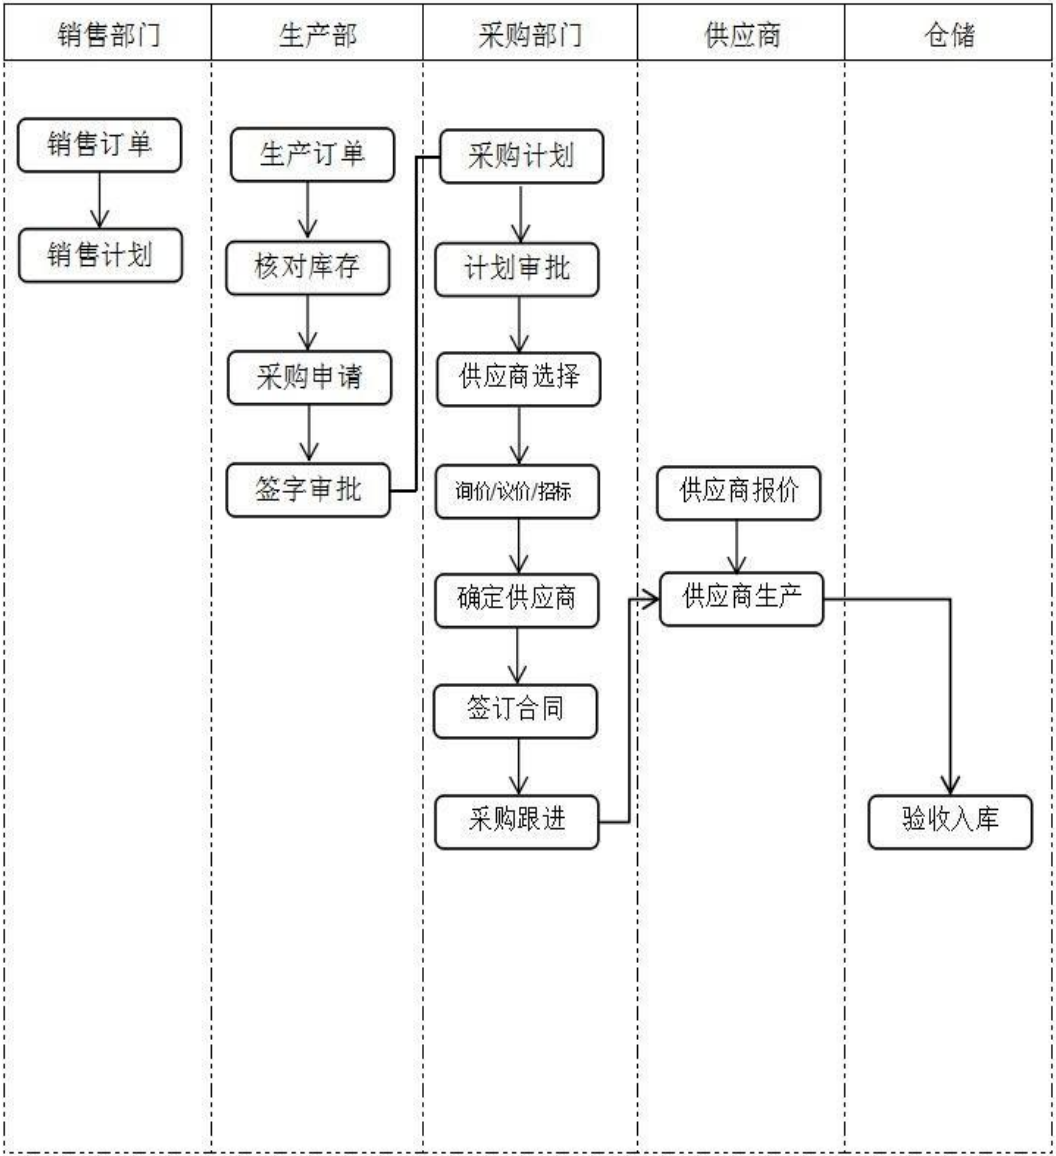 销售部门
生产部
采购部门
供应商
仓储
销售订单
销售计划
生产订单
核对库存
采购申请
签字审批
采购计划
计划审批
供应商选择
询价/议价/招标
确定供应商
签订合同
采购跟进
供应商报价
供应商生产
验收入库